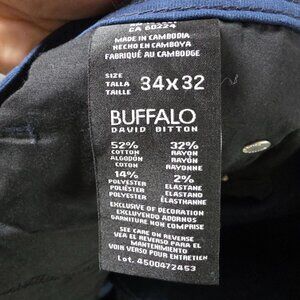 CA 60224
MADE IN CAMBODIA
HECHO EN CAMBOYA
FABRIQUÉ AU CAMBODGE
SIZE
TALLA
TAILLE
34x32
BUFFALO
DAVID BITTON
52% 32%
COTTON RAYON
ALGODON RAYÓN
COTON RAYONNE
14% 2%
POLYESTER ELASTANE
POLIÉSTER ELASTANO
POLYESTER ÉLASTHANNE
EXCLUSIVE OF DECORATION
EXCLUYENDO ADORNOS
GARNITURE NON COMPRISE
SEE CARE ON REVERSE
VEA EL REVERSO PARA EL
MANTENIMIENTO
VOIR VERSO POUR ENTRETIEN
Lot. 4500472453